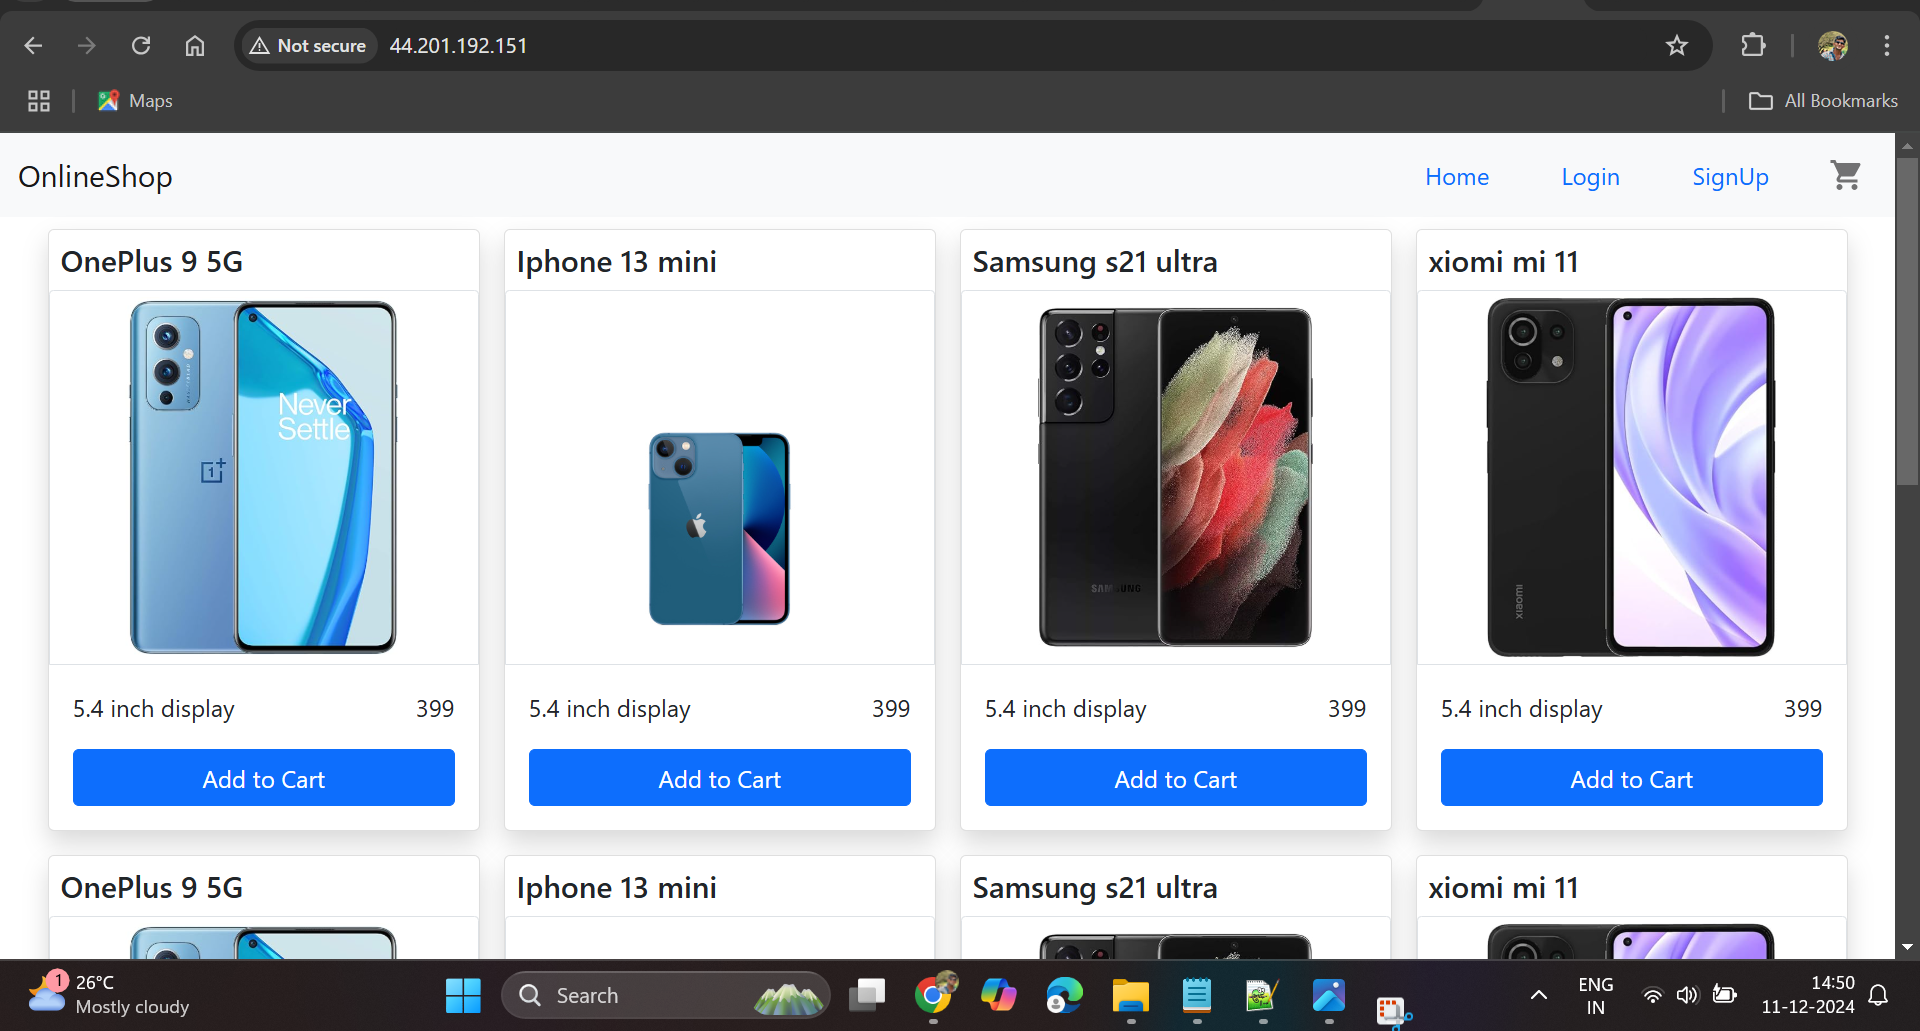 Not secure
44.201.192.151
Maps
All Bookmarks
OnlineShop
Home
Login
SignUp
OnePlus 9 5G
Iphone 13 mini
Samsung s21 ultra
xiomi mi 11
Never
Settle
1
SAMSUNG
xiaomi
5.4 inch display
399
5.4 inch display
399
5.4 inch display
399
5.4 inch display
399
Add to Cart
Add to Cart
Add to Cart
Add to Cart
OnePlus 9 5G
Iphone 13 mini
Samsung s21 ultra
xiomi mi 11
1
26°C
Mostly cloudy
Search
ENG
IN
14:50
11-12-2024